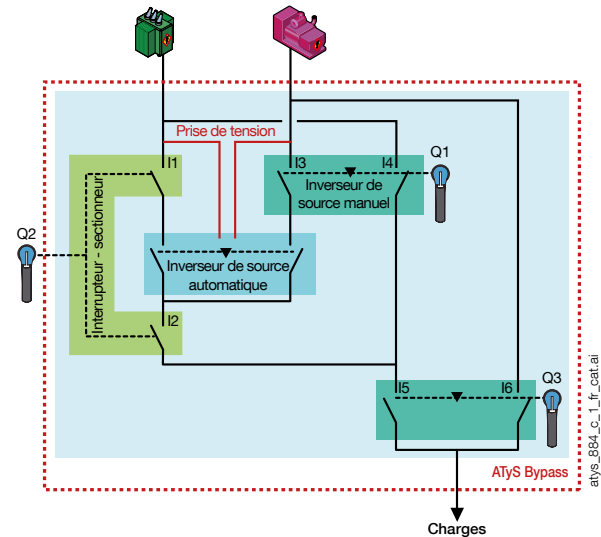 Prise de tension
I1
I3
I4
Q1
Inverseur de
source manuel
Q2
Interrupteur - sectionneur
Inverseur de source
automatique
I2
I5
I6
Q3
ATyS Bypass
atys_884_c_1_fr_cat.ai
Charges